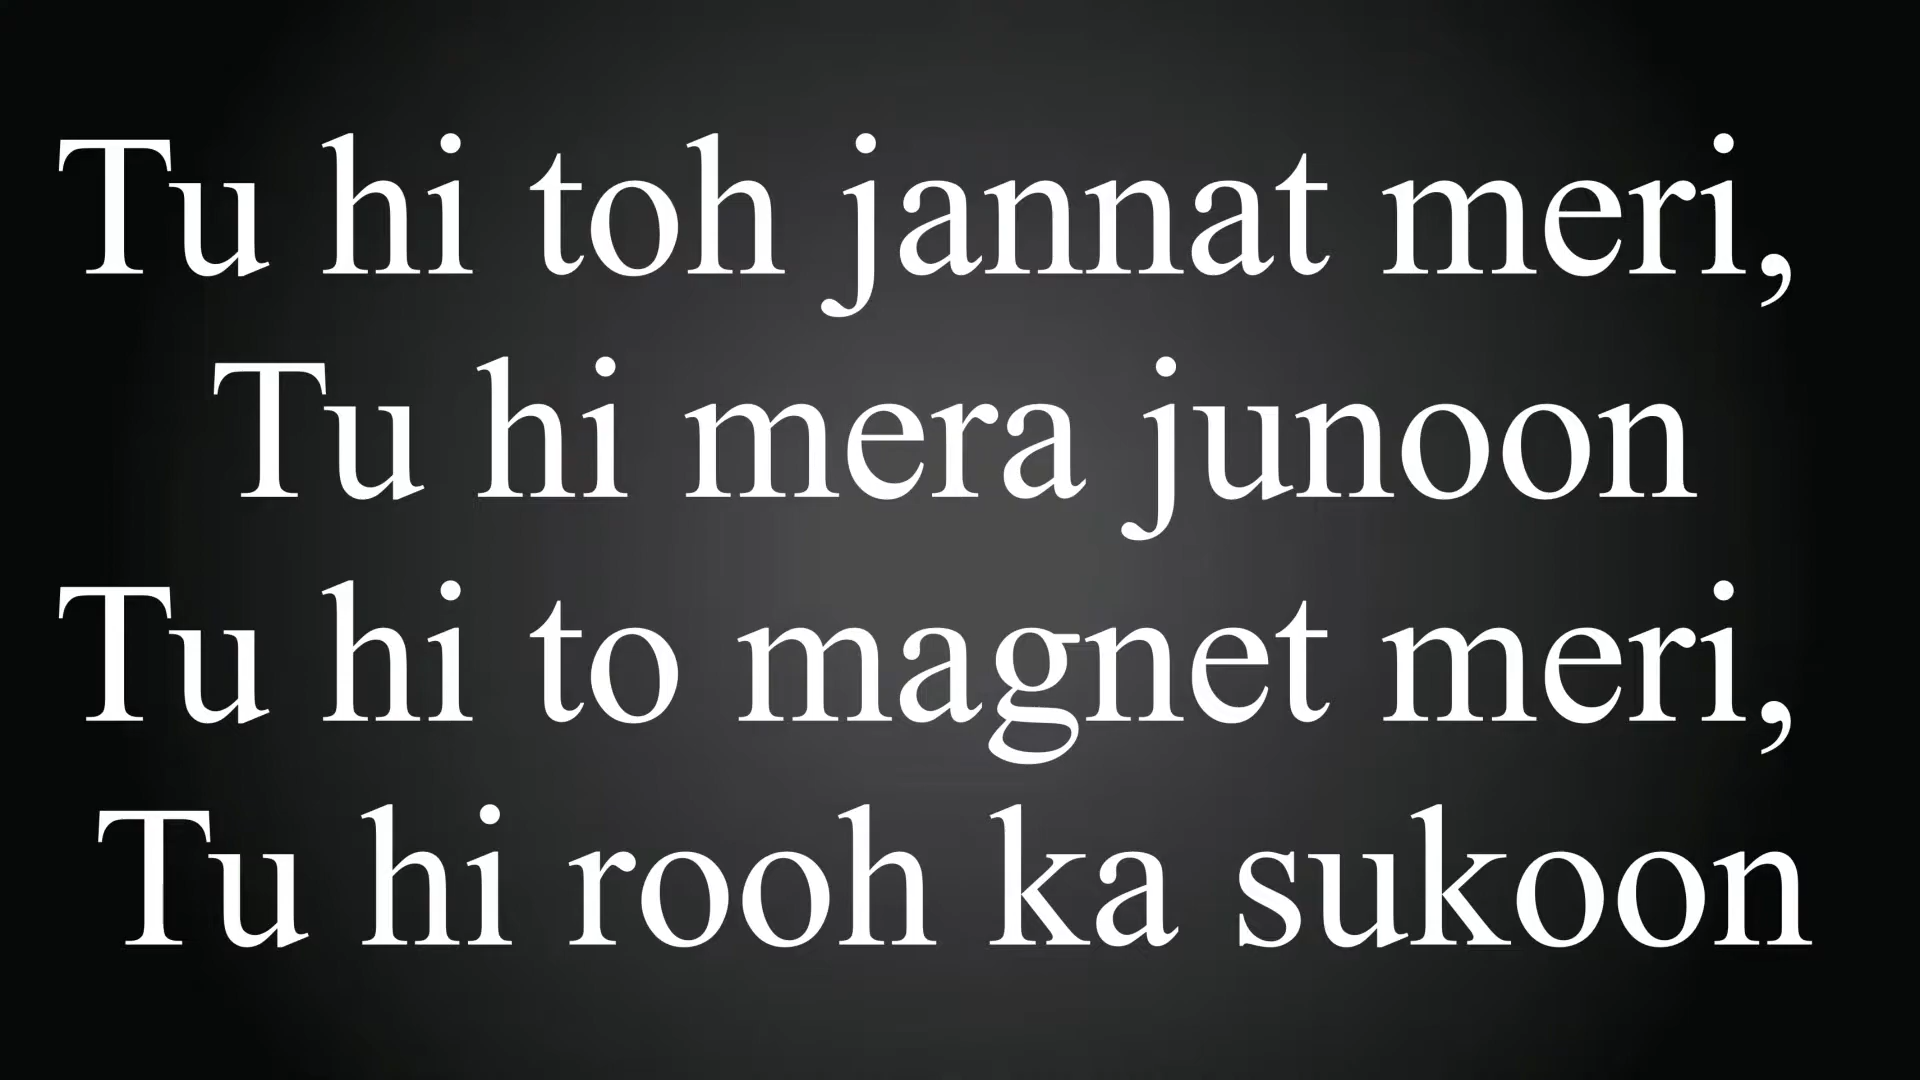 Tu hi toh jannat meri,
Tu hi mera junoon
Tu hi to magnet meri,
Tu hi rooh ka sukoon